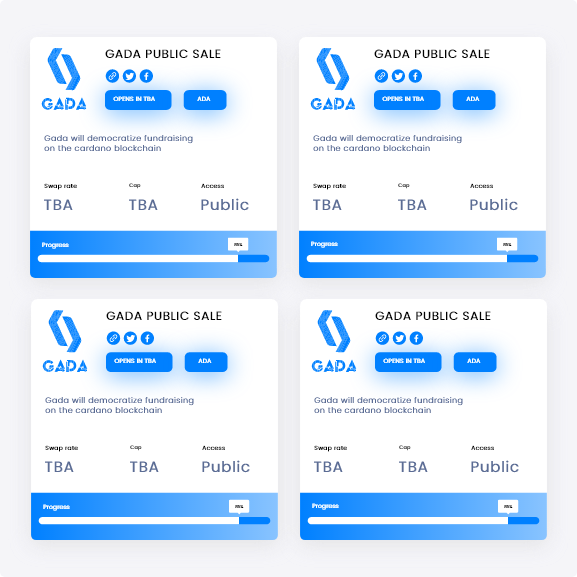 GADA PUBLIC SALE
GADA
OPENS IN TBA
ADA
Gada will democratize fundraising
on the cardano blockchain
Swap rate
Cap
Access
TBA
TBA
Public
Progress
GADA PUBLIC SALE
GADA
OPENS IN TBA
ADA
Gada will democratize fundraising
on the cardano blockchain
Swap rate
Cap
Access
TBA
TBA
Public
Progress
GADA PUBLIC SALE
GADA
OPENS IN TBA
ADA
Gada will democratize fundraising
on the cardano blockchain
Swap rate
Cap
Access
TBA
TBA
Public
Progress
GADA PUBLIC SALE
GADA
OPENS IN TBA
ADA
Gada will democratize fundraising
on the cardano blockchain
Swap rate
Cap
Access
TBA
TBA
Public
Progress